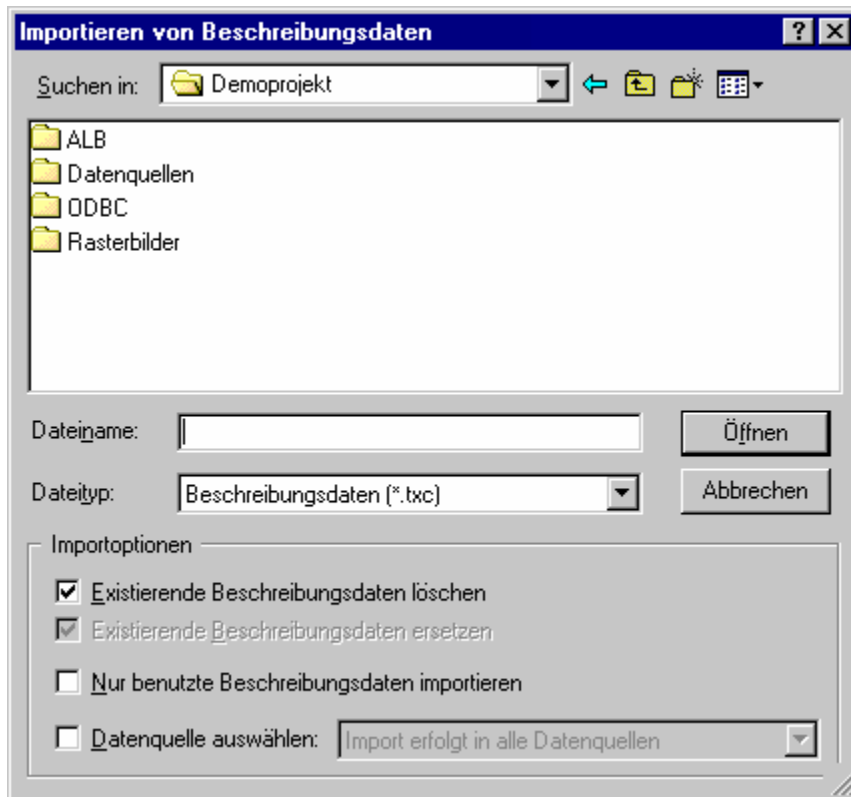 Importieren von Beschreibungsdaten
Suchen in: Demoprojekt
ALB
Datenquellen
ODBC
Rasterbilder
Dateiname: Öffnen
Dateityp: Beschreibungsdaten (*.txc) Abbrechen
Importoptionen
Existierende Beschreibungsdaten löschen
Existierende Beschreibungsdaten ersetzen
Nur benutzte Beschreibungsdaten importieren
Datenquelle auswählen: Import erfolgt in alle Datenquellen